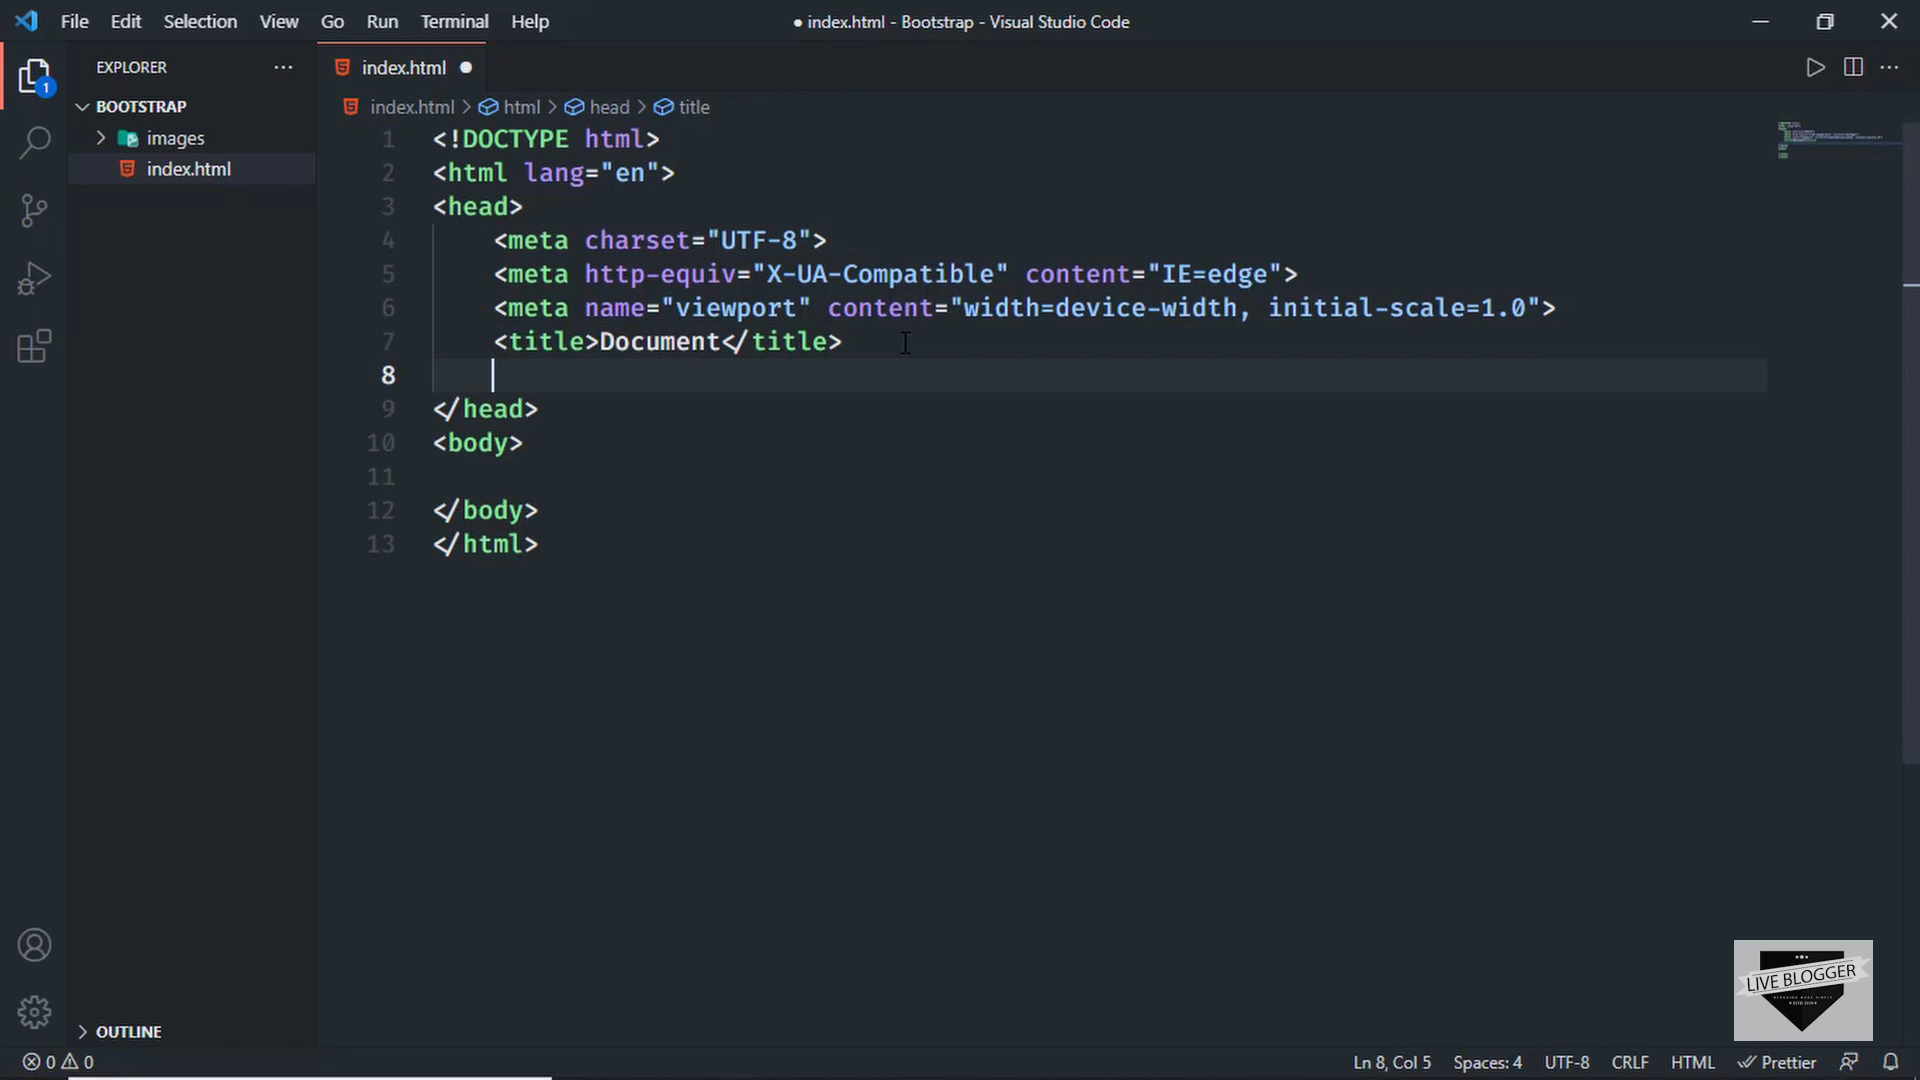 File Edit Selection View Go Run Terminal Help
● index.html - Bootstrap - Visual Studio Code
EXPLORER
1
BOOTSTRAP
images
index.html
OUTLINE
index.html
index.html > html > head > title
1 <!DOCTYPE html>
2 <html lang="en">
3 <head>
4 <meta charset="UTF-8">
5 <meta http-equiv="X-UA-Compatible" content="IE=edge">
6 <meta name="viewport" content="width=device-width, initial-scale=1.0">
7 <title>Document</title>
8
9 </head>
10 <body>
11
12 </body>
13 </html>
LIVE BLOGGER
0 0
Ln 8, Col 5 Spaces: 4 UTF-8 CRLF HTML Prettier